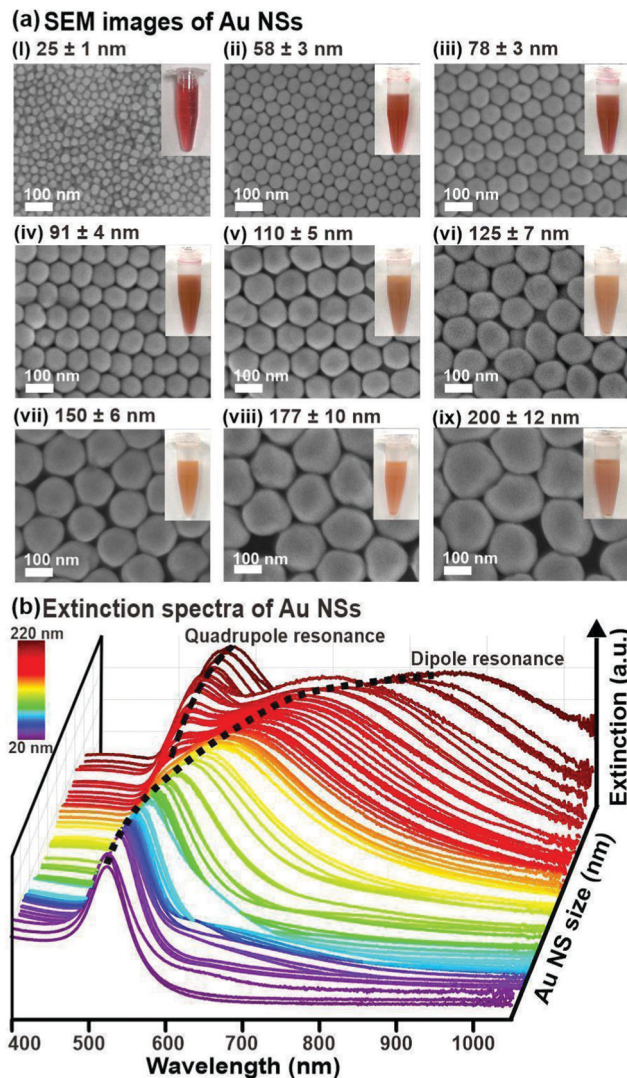 (a) SEM images of Au NSs
(I) 25 ± 1 nm
(ii) 58 ± 3 nm
(iii) 78 ± 3 nm
100 nm
100 nm
100 nm
(iv) 91 ± 4 nm
(v) 110 ± 5 nm
(vi) 125 ± 7 nm
100 nm
100 nm
100 nm
(vii) 150 ± 6 nm
(viii) 177 ± 10 nm
(ix) 200 ± 12 nm
100 nm
100 nm
100 nm
(b) Extinction spectra of Au NSs
220 nm
20 nm
Quadrupole resonance
Dipole resonance
Extinction (a.u.)
Au NS size (nm)
400 500 600 700 800 900 1000
Wavelength (nm)